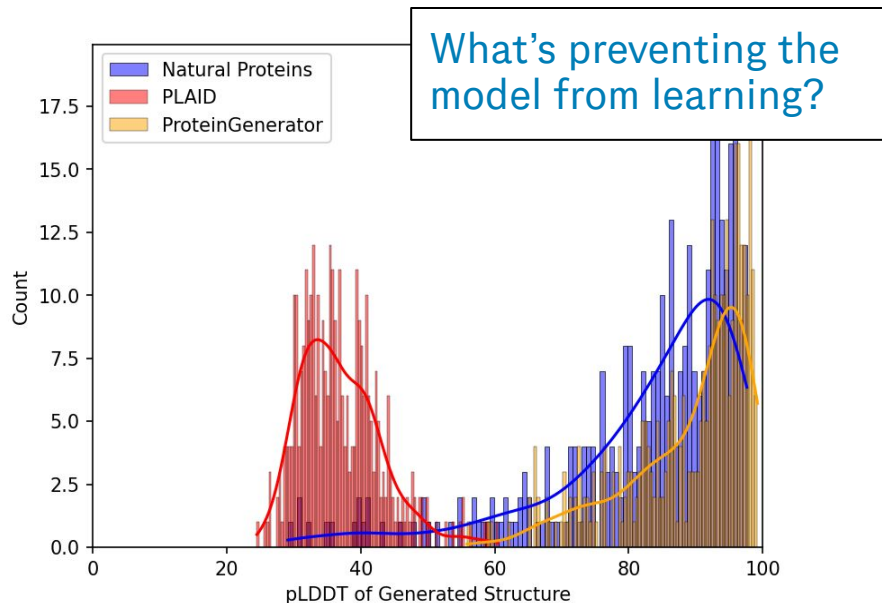 What's preventing the
model from learning?
Natural Proteins
PLAID
ProteinGenerator
17.5
15.0
12.5
10.0
7.5
5.0
2.5
0.0
Count
0 20 40 60 80 100
pLDDT of Generated Structure